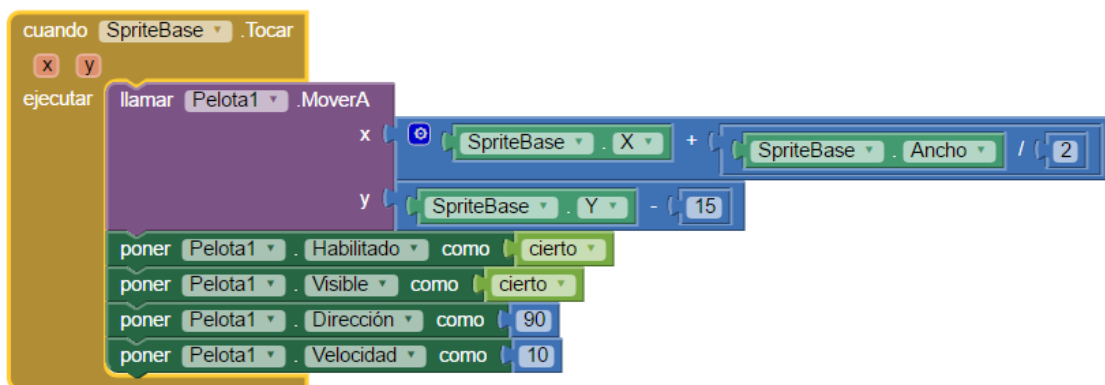 cuando SpriteBase .Tocar
x y
ejecutar llamar Pelota1 .MoverA
x SpriteBase . X + SpriteBase . Ancho / 2
y SpriteBase . Y - 15
poner Pelota1 . Habilitado como cierto
poner Pelota1 . Visible como cierto
poner Pelota1 . Dirección como 90
poner Pelota1 . Velocidad como 10